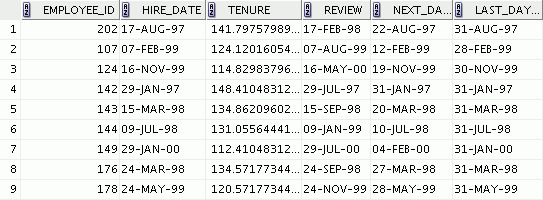 EMPLOYEE_ID HIRE_DATE TENURE REVIEW NEXT_DA... LAST_DAY...
1 202 17-AUG-97 141.79757989... 17-FEB-98 22-AUG-97 31-AUG-97
2 107 07-FEB-99 124.12016054... 07-AUG-99 12-FEB-99 28-FEB-99
3 124 16-NOV-99 114.82983796... 16-MAY-00 19-NOV-99 30-NOV-99
4 142 29-JAN-97 148.41048312... 29-JUL-97 31-JAN-97 31-JAN-97
5 143 15-MAR-98 134.86209602... 15-SEP-98 20-MAR-98 31-MAR-98
6 144 09-JUL-98 131.05564441... 09-JAN-99 10-JUL-98 31-JUL-98
7 149 29-JAN-00 112.41048312... 29-JUL-00 04-FEB-00 31-JAN-00
8 176 24-MAR-98 134.57177344... 24-SEP-98 27-MAR-98 31-MAR-98
9 178 24-MAY-99 120.57177344... 24-NOV-99 28-MAY-99 31-MAY-99